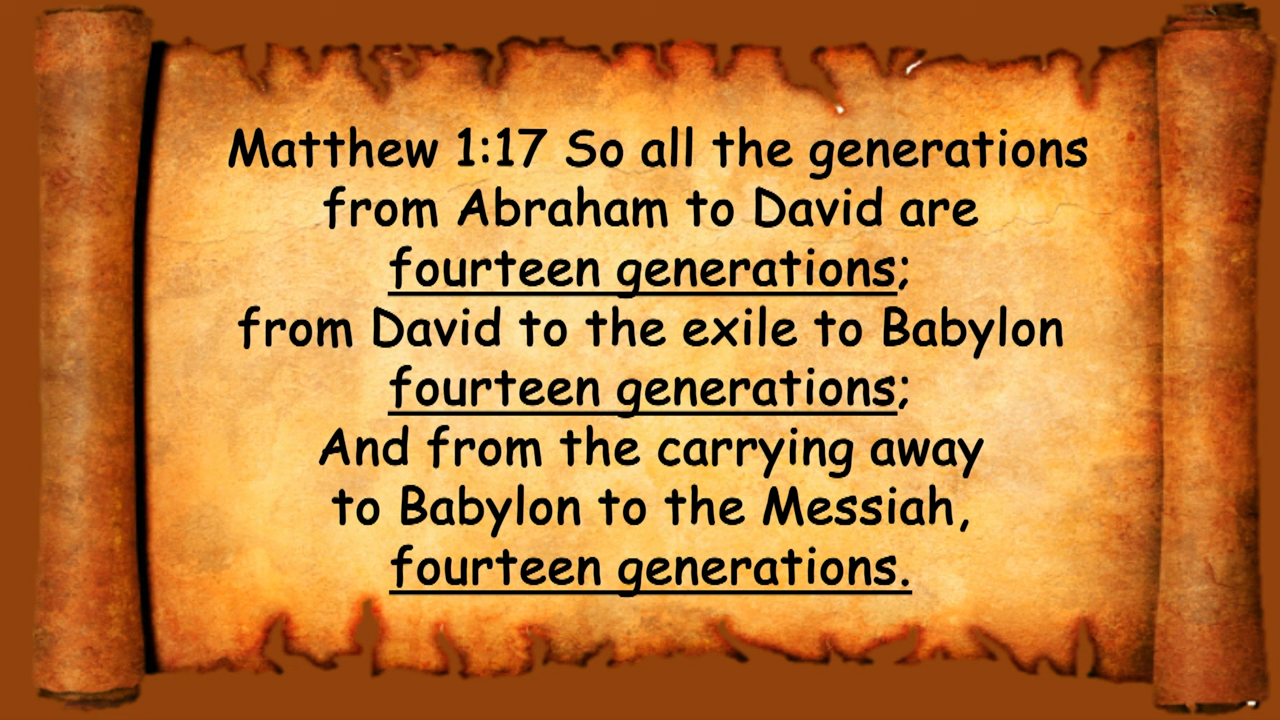 Matthew 1:17 So all the generations
from Abraham to David are
fourteen generations;
from David to the exile to Babylon
fourteen generations;
And from the carrying away
to Babylon to the Messiah,
fourteen generations.